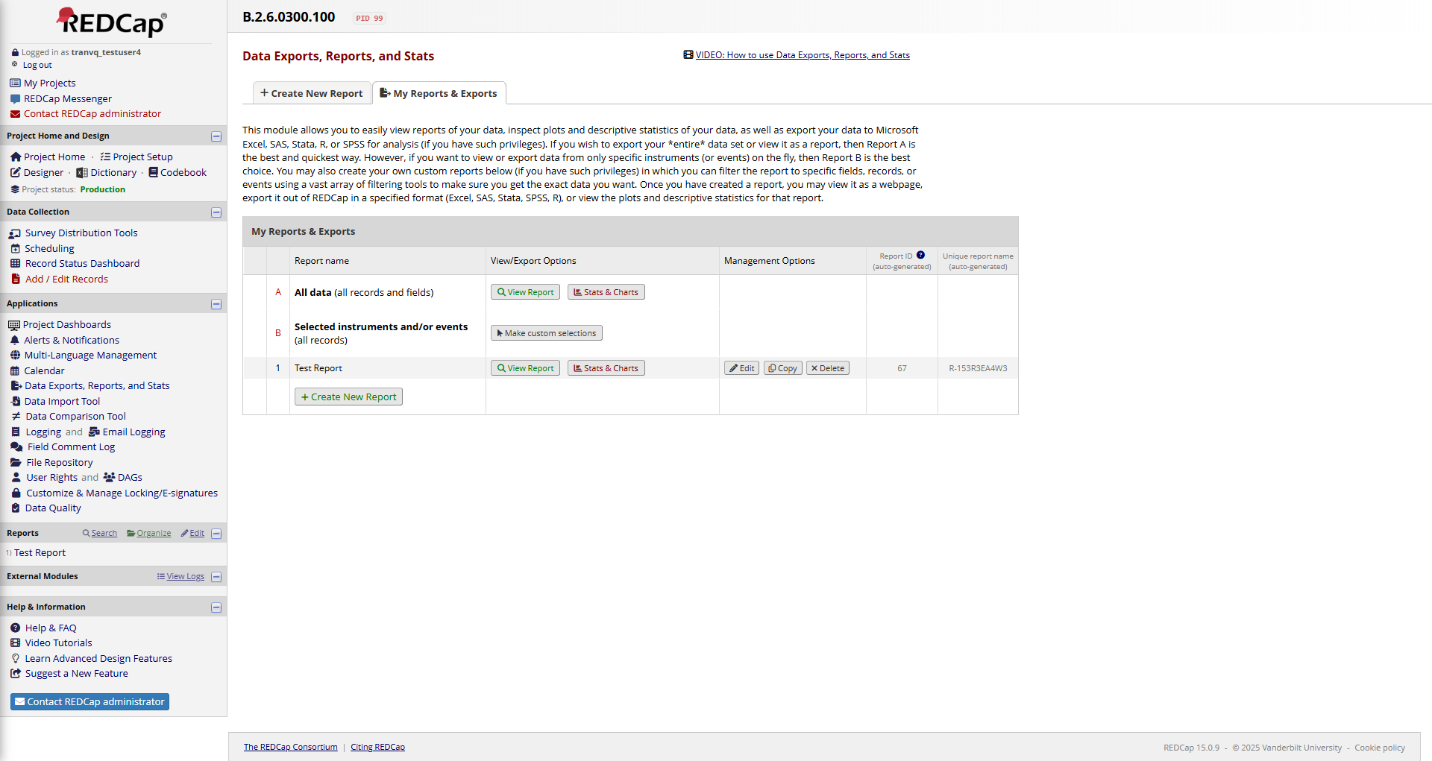 REDCap®
Logged in as tranvq_testuser4
Log out
My Projects
REDCap Messenger
Contact REDCap administrator
Project Home and Design
Project Home · Project Setup
Designer · Dictionary · Codebook
Project status: Production
Data Collection
Survey Distribution Tools
Scheduling
Record Status Dashboard
Add / Edit Records
Applications
Project Dashboards
Alerts & Notifications
Multi-Language Management
Calendar
Data Exports, Reports, and Stats
Data Import Tool
Data Comparison Tool
Logging and Email Logging
Field Comment Log
File Repository
User Rights and DAGs
Customize & Manage Locking/E-signatures
Data Quality
Reports Search Organize Edit
1) Test Report
External Modules View Logs
Help & Information
Help & FAQ
Video Tutorials
Learn Advanced Design Features
Suggest a New Feature
Contact REDCap administrator
B.2.6.0300.100 PID 99
Data Exports, Reports, and Stats
VIDEO: How to use Data Exports, Reports, and Stats
+ Create New Report My Reports & Exports
This module allows you to easily view reports of your data, inspect plots and descriptive statistics of your data, as well as export your data to Microsoft
Excel, SAS, Stata, R, or SPSS for analysis (if you have such privileges). If you wish to export your *entire* data set or view it as a report, then Report A is
the best and quickest way. However, if you want to view or export data from only specific instruments (or events) on the fly, then Report B is the best
choice. You may also create your own custom reports below (if you have such privileges) in which you can filter the report to specific fields, records, or
events using a vast array of filtering tools to make sure you get the exact data you want. Once you have created a report, you may view it as a webpage,
export it out of REDCap in a specified format (Excel, SAS, Stata, SPSS, R), or view the plots and descriptive statistics for that report.
My Reports & Exports
Report name View/Export Options Management Options Report ID ? Unique report name
(auto-generated) (auto-generated)
A All data (all records and fields) View Report Stats & Charts
B Selected instruments and/or events
(all records) Make custom selections
1 Test Report View Report Stats & Charts Edit Copy Delete 67 R-153R3EA4W3
+ Create New Report
The REDCap Consortium | Citing REDCap
REDCap 15.0.9 - © 2025 Vanderbilt University - Cookie policy